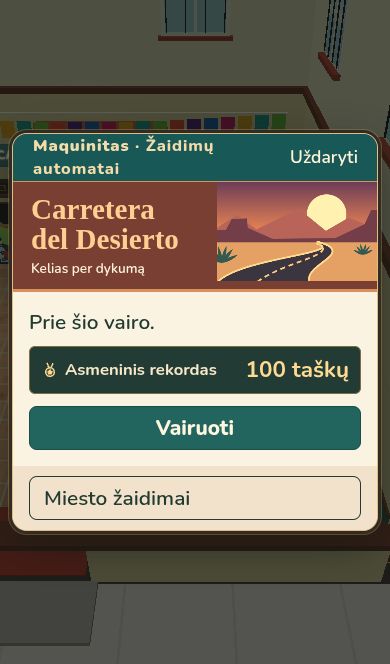 Maquinitas · Žaidimų
automatai
Uždaryti
Carretera
del Desierto
Kelias per dykumą
Prie šio vairo.
Asmeninis rekordas
100 taškų
Vairuoti
Miesto žaidimai